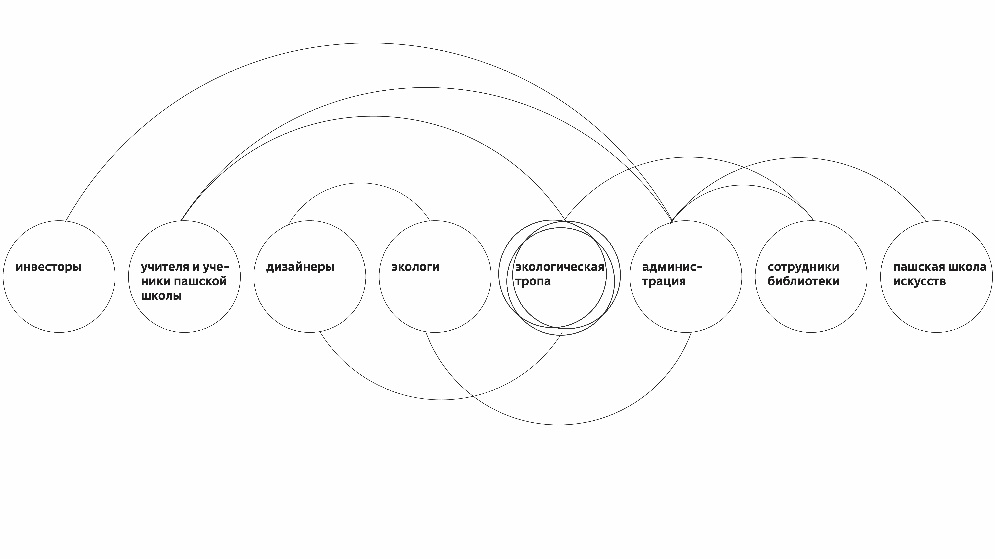 инвесторы
учителя и уче-
ники пашской
школы
дизайнеры
экологи
экологическая
тропа
админис-
трация
сотрудники
библиотеки
пашская школа
искусств